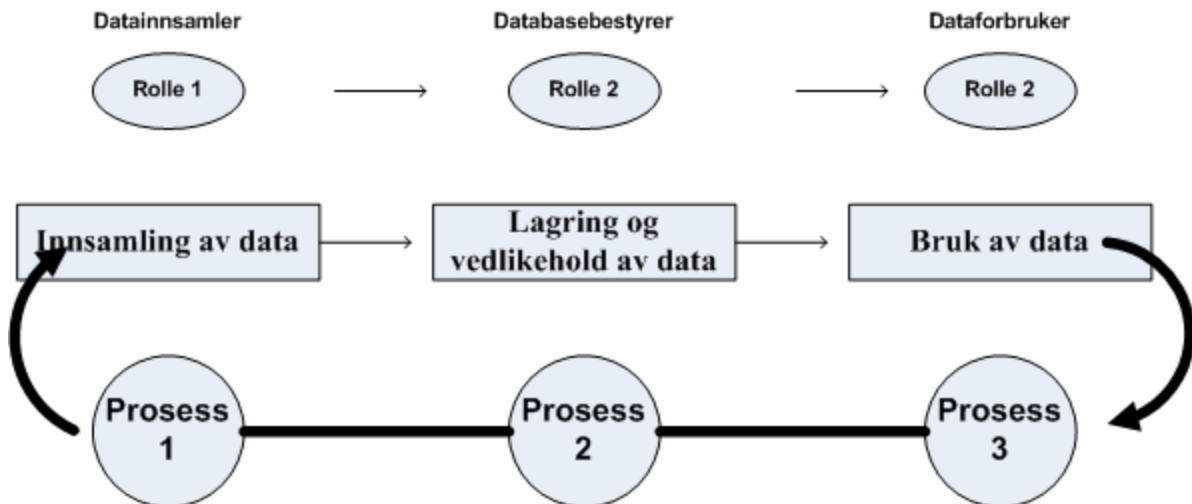 Datainnsamler
Databasebestyrer
Dataforbruker
Rolle 1
Rolle 2
Rolle 2
Innsamling av data
Lagring og
vedlikehold av data
Bruk av data
Prosess
1
Prosess
2
Prosess
3